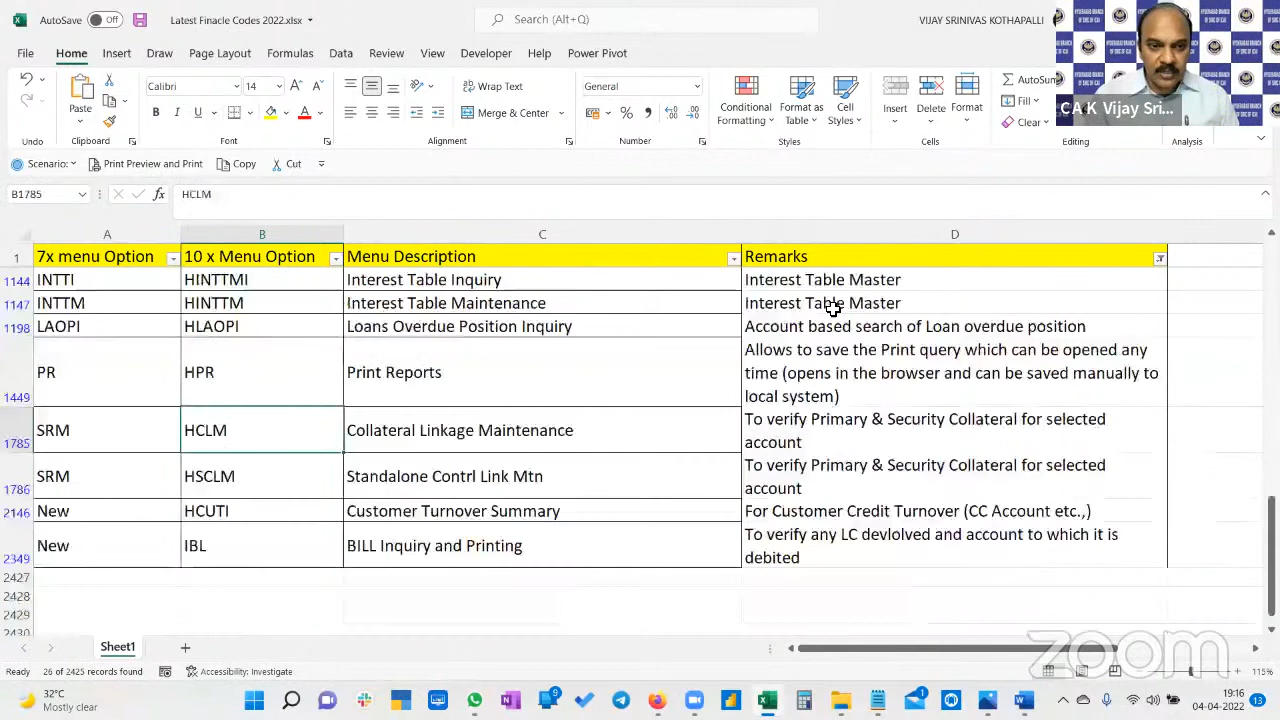 AutoSave Off Latest Finacle Codes 2022.xlsx Search (Alt+Q) VIJAY SRINIVAS KOTHAPALLI
File Home Insert Draw Page Layout Formulas Data Review View Developer Help Power Pivot
Calibri 14 Wrap Text General AutoSum
Paste B I U Merge & Center Conditional Formatting Format as Table Cell Styles Insert Delete Format Fill Clear
Undo Clipboard Font Alignment Number Styles Cells Editing Analysis
C A K Vijay Sri...
Scenario: Print Preview and Print Copy Cut
B1785 fx HCLM
A B C D
1 7x menu Option 10 x Menu Option Menu Description Remarks
1144 INTTI HINTTMI Interest Table Inquiry Interest Table Master
1147 INTTM HINTTM Interest Table Maintenance Interest Table Master
1198 LAOPI HLAOPI Loans Overdue Position Inquiry Account based search of Loan overdue position
1449 PR HPR Print Reports Allows to save the Print query which can be opened any
time (opens in the browser and can be saved manually to
local system)
1785 SRM HCLM Collateral Linkage Maintenance To verify Primary & Security Collateral for selected
account
1786 SRM HSCLM Standalone Contrl Link Mtn To verify Primary & Security Collateral for selected
account
2146 New HCUTI Customer Turnover Summary For Customer Credit Turnover (CC Account etc.,)
2349 New IBL BILL Inquiry and Printing To verify any LC devlolved and account to which it is
debited
2427
2428
2429
2430
Sheet1
zoom
Ready 26 of 2425 records found Accessibility: Investigate 115%
32°C
Mostly clear
19:16
04-04-2022